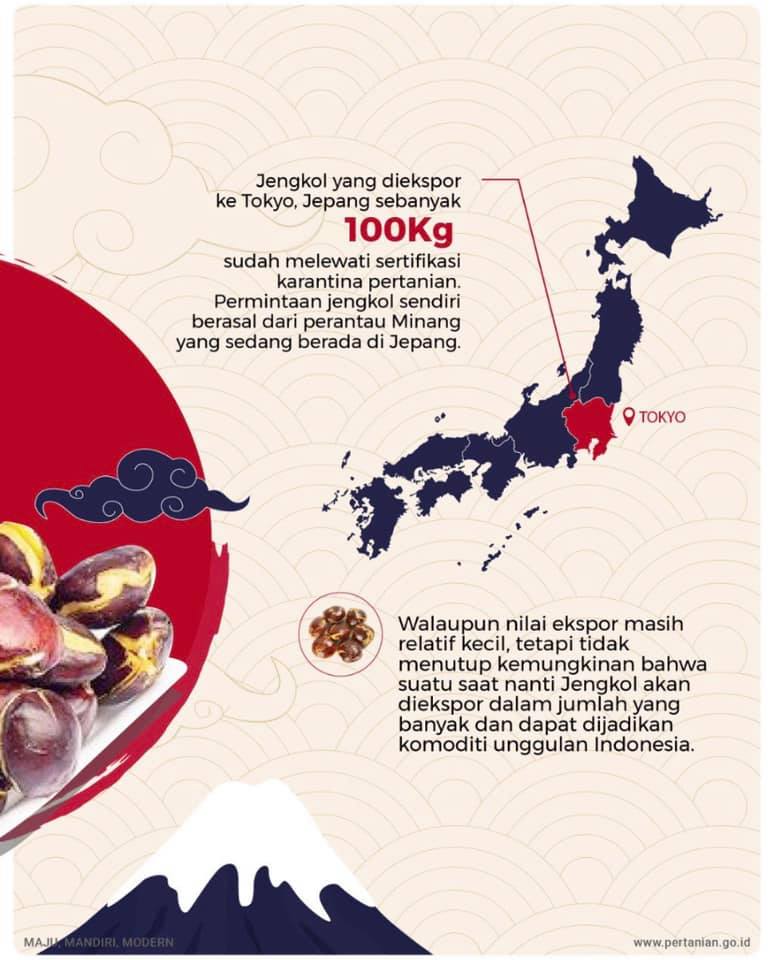 Jengkol yang diekspor
ke Tokyo, Jepang sebanyak
100Kg
sudah melewati sertifikasi
karantina pertanian.
Permintaan jengkol sendiri
berasal dari perantau Minang
yang sedang berada di Jepang.
TOKYO
Walaupun nilai ekspor masih
relatif kecil, tetapi tidak
menutup kemungkinan bahwa
suatu saat nanti Jengkol akan
diekspor dalam jumlah yang
banyak dan dapat dijadikan
komoditi unggulan Indonesia.
MAJU, MANDIRI, MODERN
www.pertanian.go.id